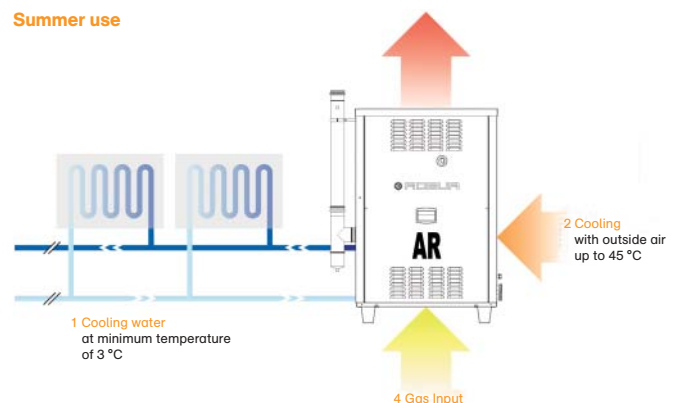 Summer use
ROBUR
AR
2 Cooling
with outside air
up to 45 °C
1 Cooling water
at minimum temperature
of 3 °C
4 Gas Input